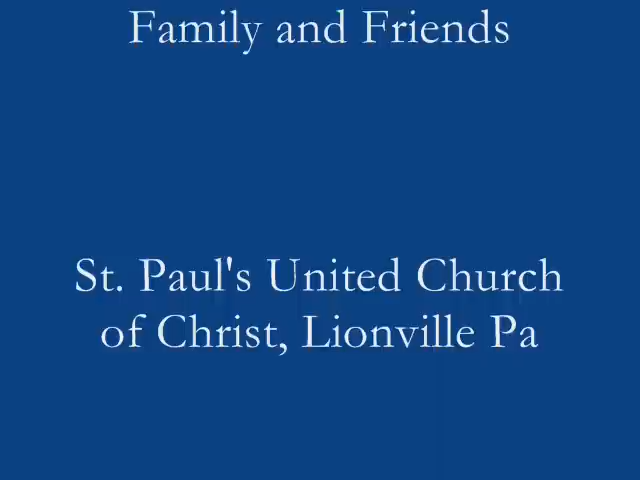 Family and Friends
St. Paul's United Church
of Christ, Lionville Pa